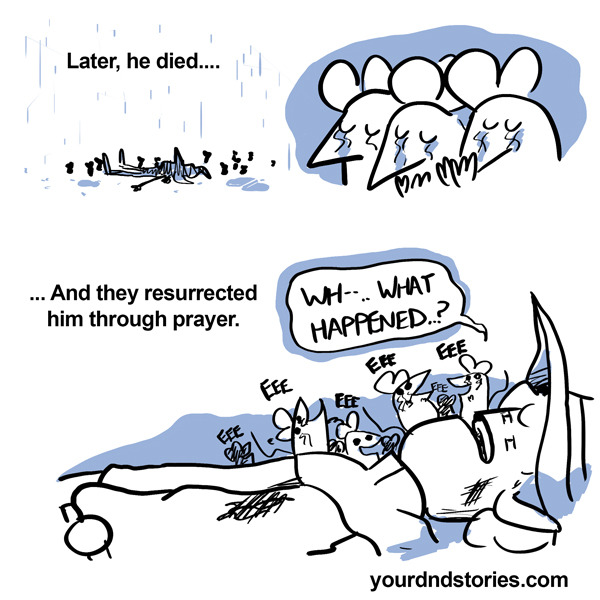 Later, he died....
... And they resurrected
him through prayer.
WH--.. WHAT
HAPPENED..?
EEE
EEE
EEE
EEE
EEE
EEE
yourdndstories.com